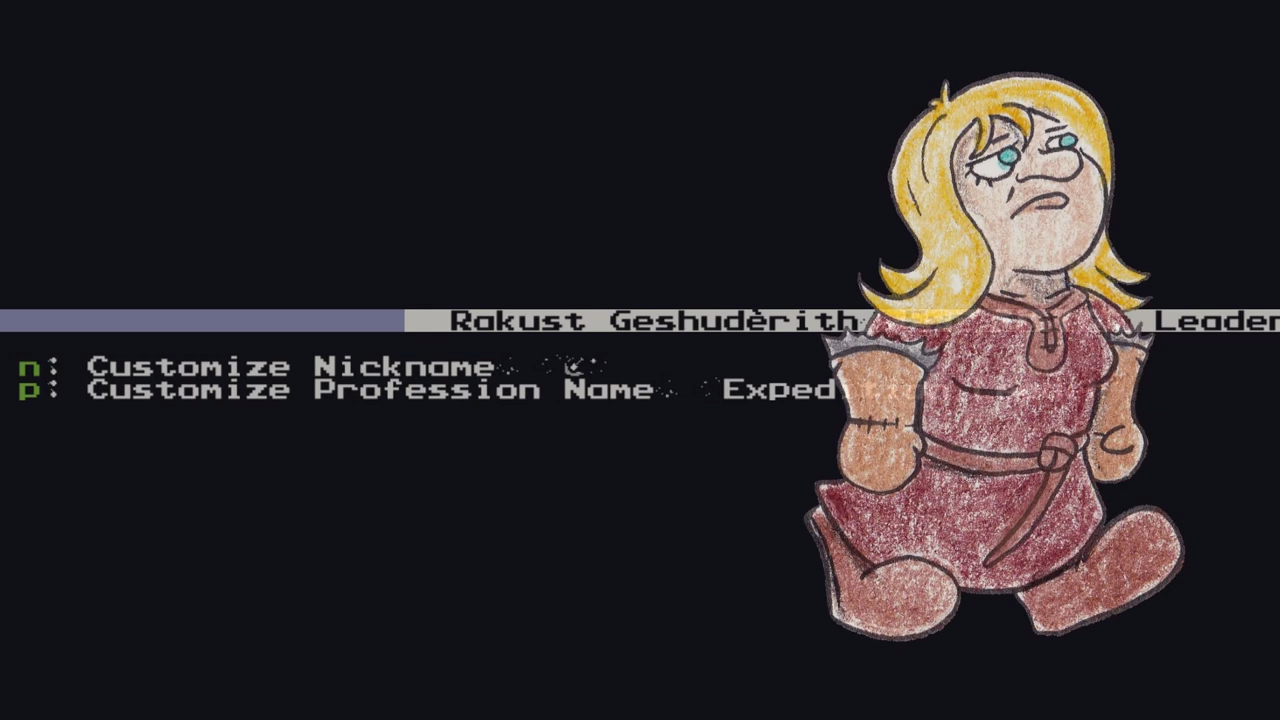 Rakust Geshudèrith Leader
n: Customize Nickname
p: Customize Profession Name Exped